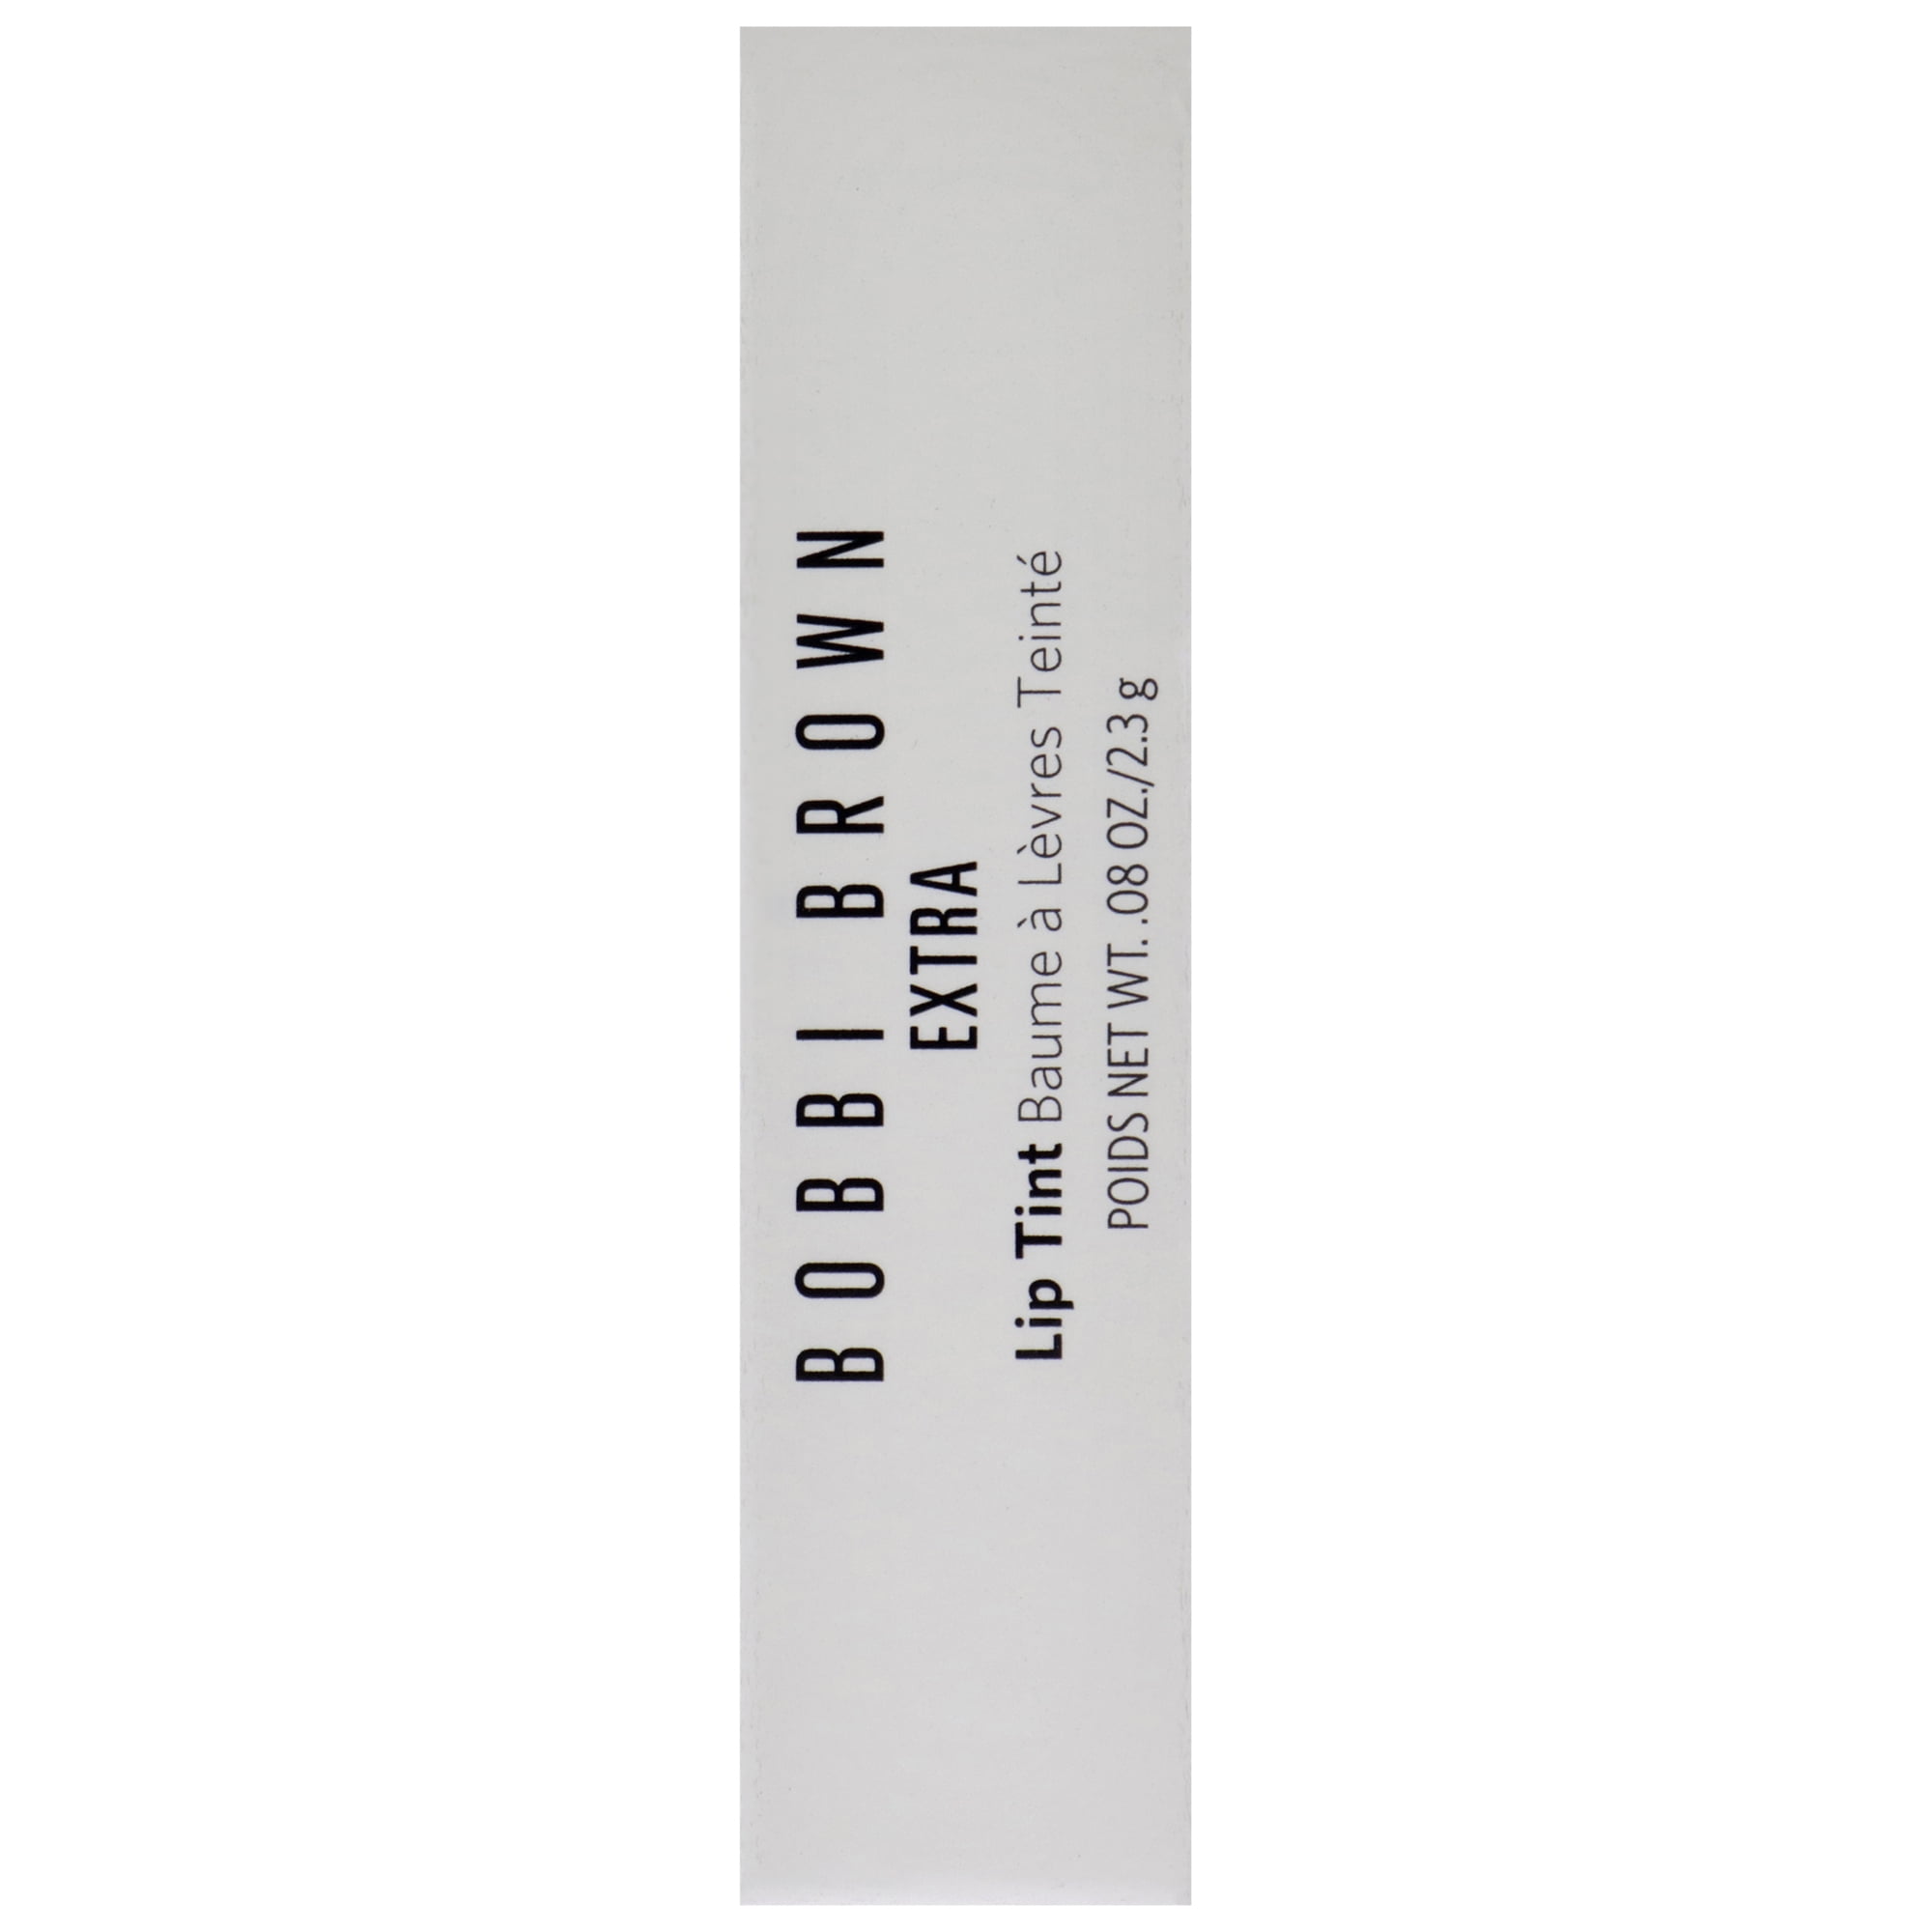 BOBBI BROWN
EXTRA
Lip Tint Baume à Lèvres Teinté
POIDS NET WT. .08 OZ./2.3 g